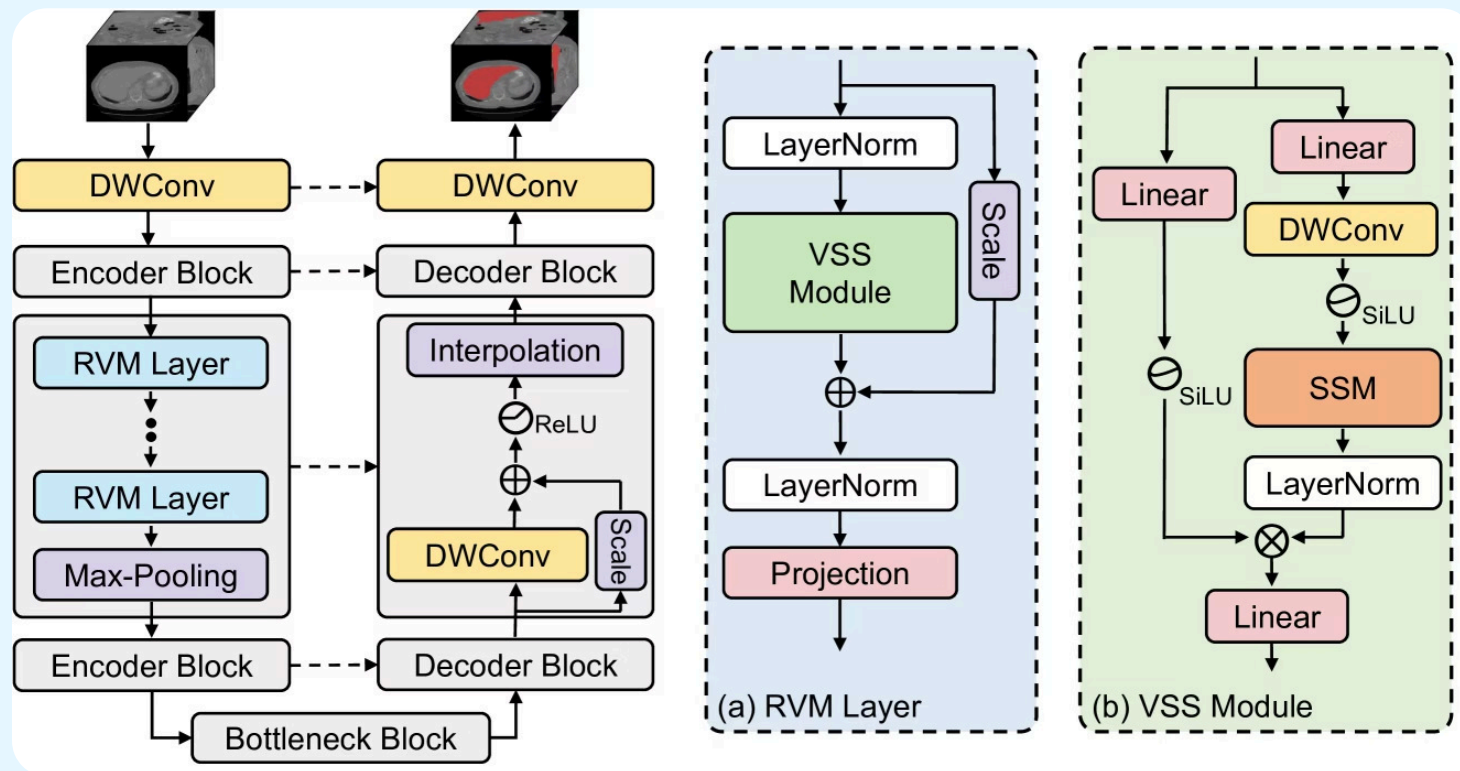 DWConv
Encoder Block
RVM Layer
RVM Layer
Max-Pooling
Encoder Block
Bottleneck Block
DWConv
Decoder Block
Interpolation
ReLU
DWConv
Scale
Decoder Block
LayerNorm
VSS
Module
Scale
LayerNorm
Projection
(a) RVM Layer
Linear
SiLU
Linear
DWConv
SiLU
SSM
LayerNorm
Linear
(b) VSS Module